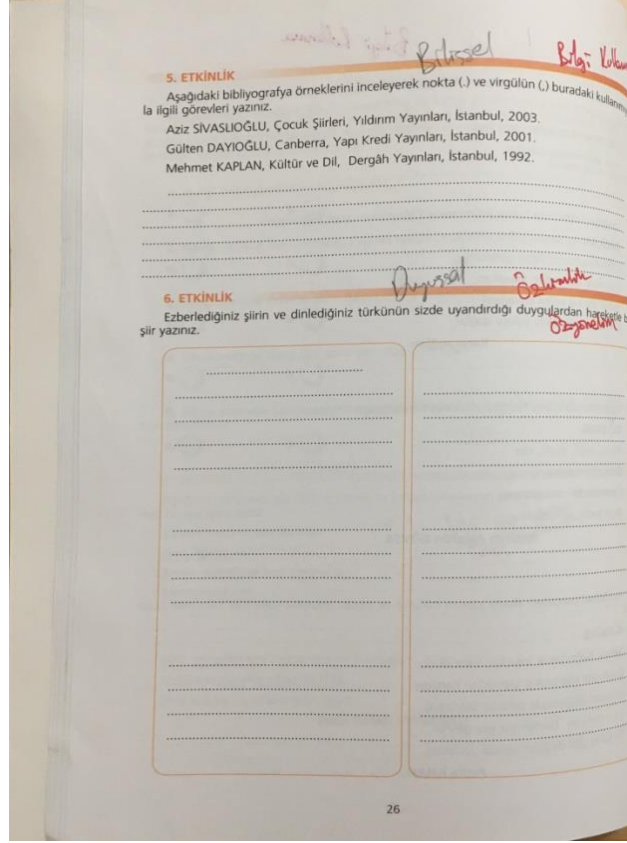 Bilişsel
Bilgi
5. ETKİNLİK
Aşağıdaki bibliyografya örneklerini inceleyerek nokta (.) ve virgülün (,) buradaki
la ilgili görevleri yazınız.
Aziz SİVASLIOĞLU, Çocuk Şiirleri, Yıldırım Yayınları, İstanbul, 2003.
Gülten DAYIOĞLU, Canberra, Yapı Kredi Yayınları, İstanbul, 2001.
Mehmet KAPLAN, Kültür ve Dil, Dergâh Yayınları, İstanbul, 1992.
Duyuşsal
6. ETKİNLİK
Ezberlediğiniz şiirin ve dinlediğiniz türkünün sizde uyandırdığı duygulardan hareketle
şiir yazınız.
Özyönelim
26